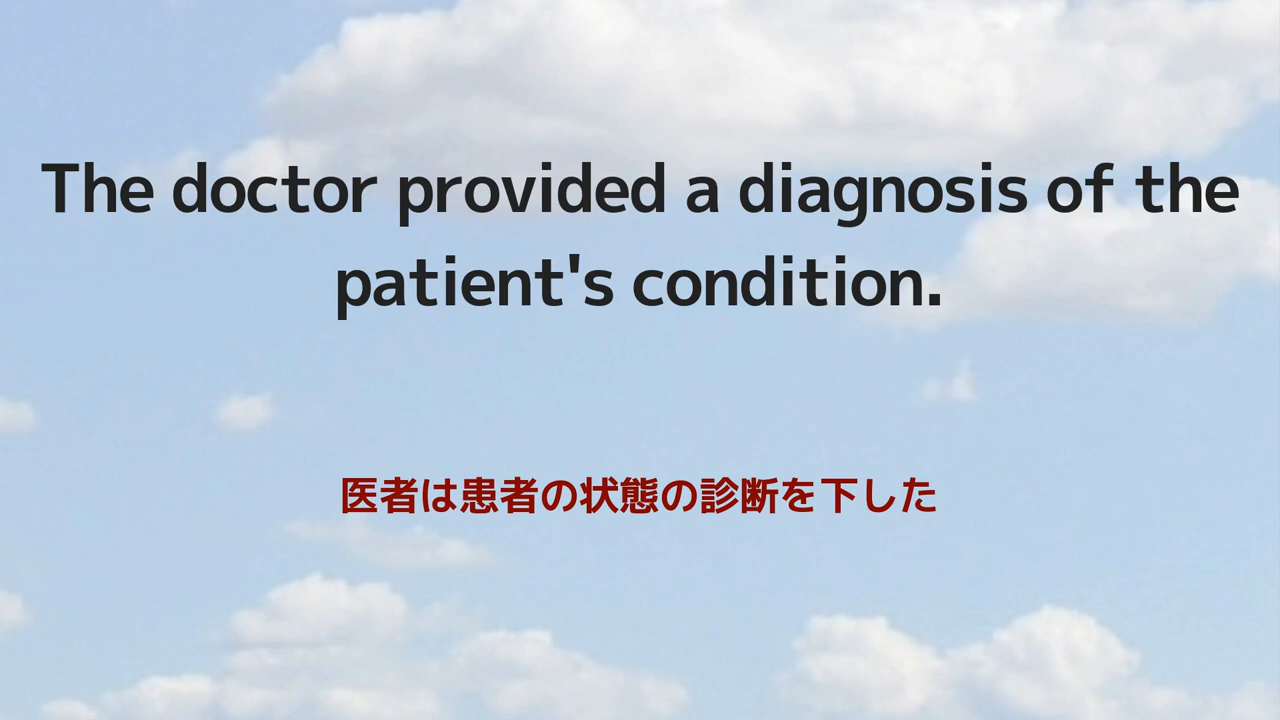 The doctor provided a diagnosis of the
patient's condition.
医者は患者の状態の診断を下した